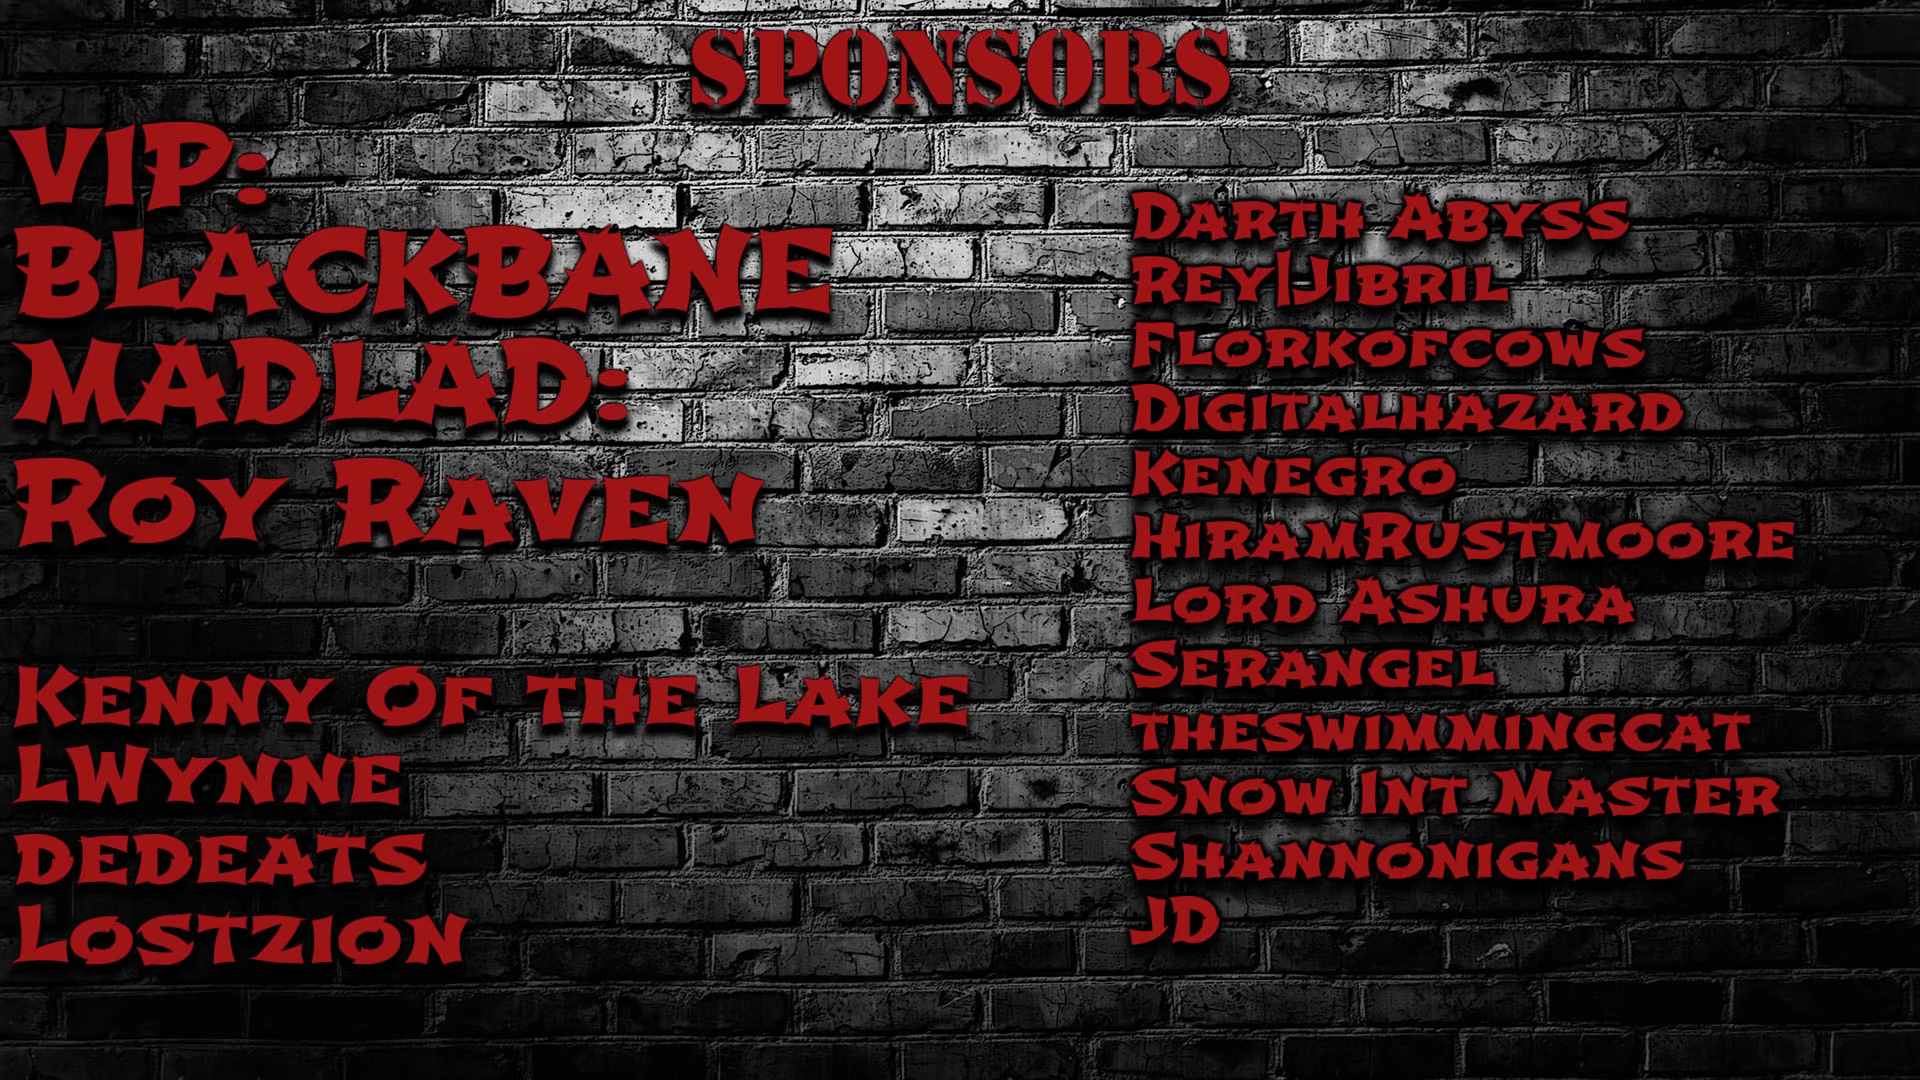 SPONSORS
VIP:
BLACKBANE
MADLAD:
Roy Raven
Kenny Of the Lake
LWynne
dedeats
Lostzion
Darth Abyss
Rey|Jibril
Florkofcows
Digitalhazard
Kenegro
HiramRustmoore
Lord Ashura
Serangel
theswimmingcat
Snow Int Master
Shannonigans
JD